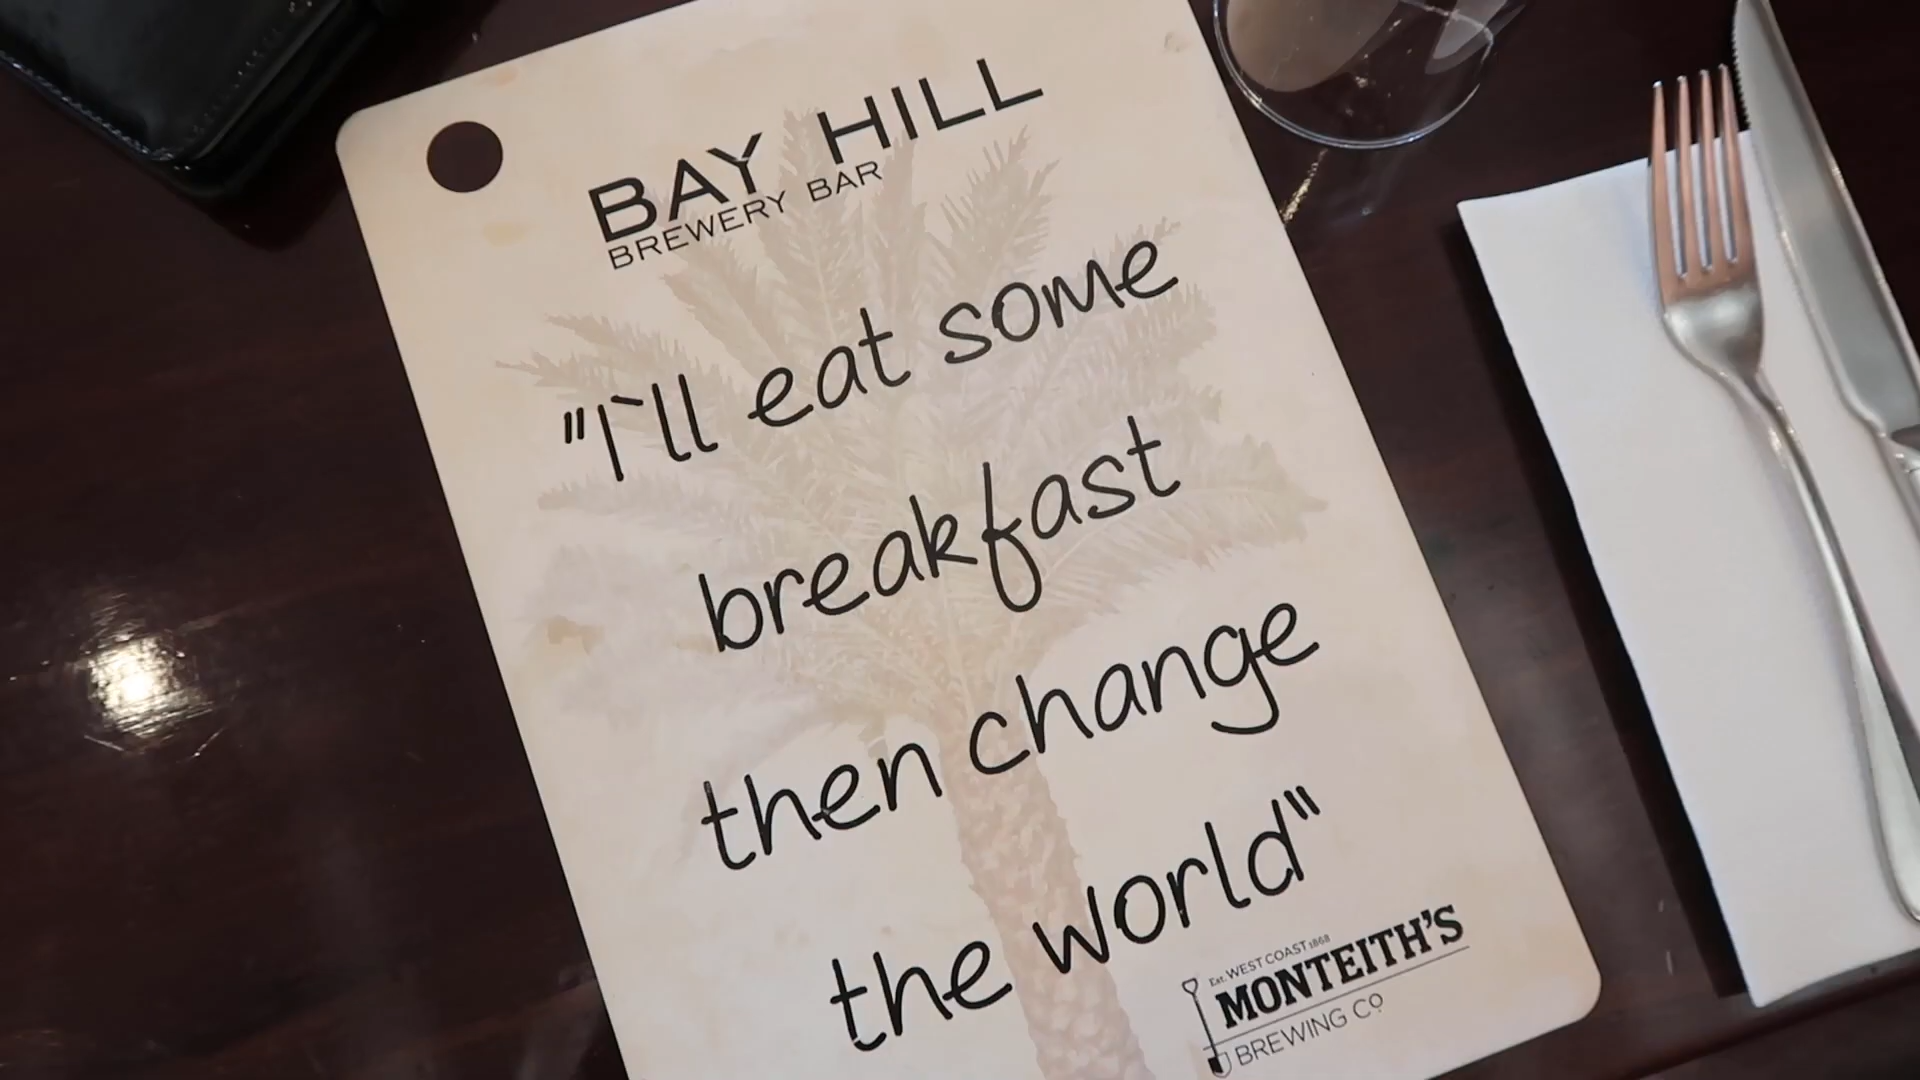 BAY HILL
BREWERY BAR
"I'll eat some
breakfast
then change
the world"
Est. WEST COAST 1868
MONTEITH'S
BREWING Cº